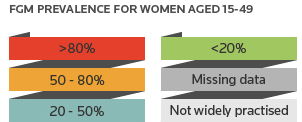 FGM PREVALENCE FOR WOMEN AGED 15-49
>80%
<20%
50 - 80%
Missing data
20 - 50%
Not widely practised